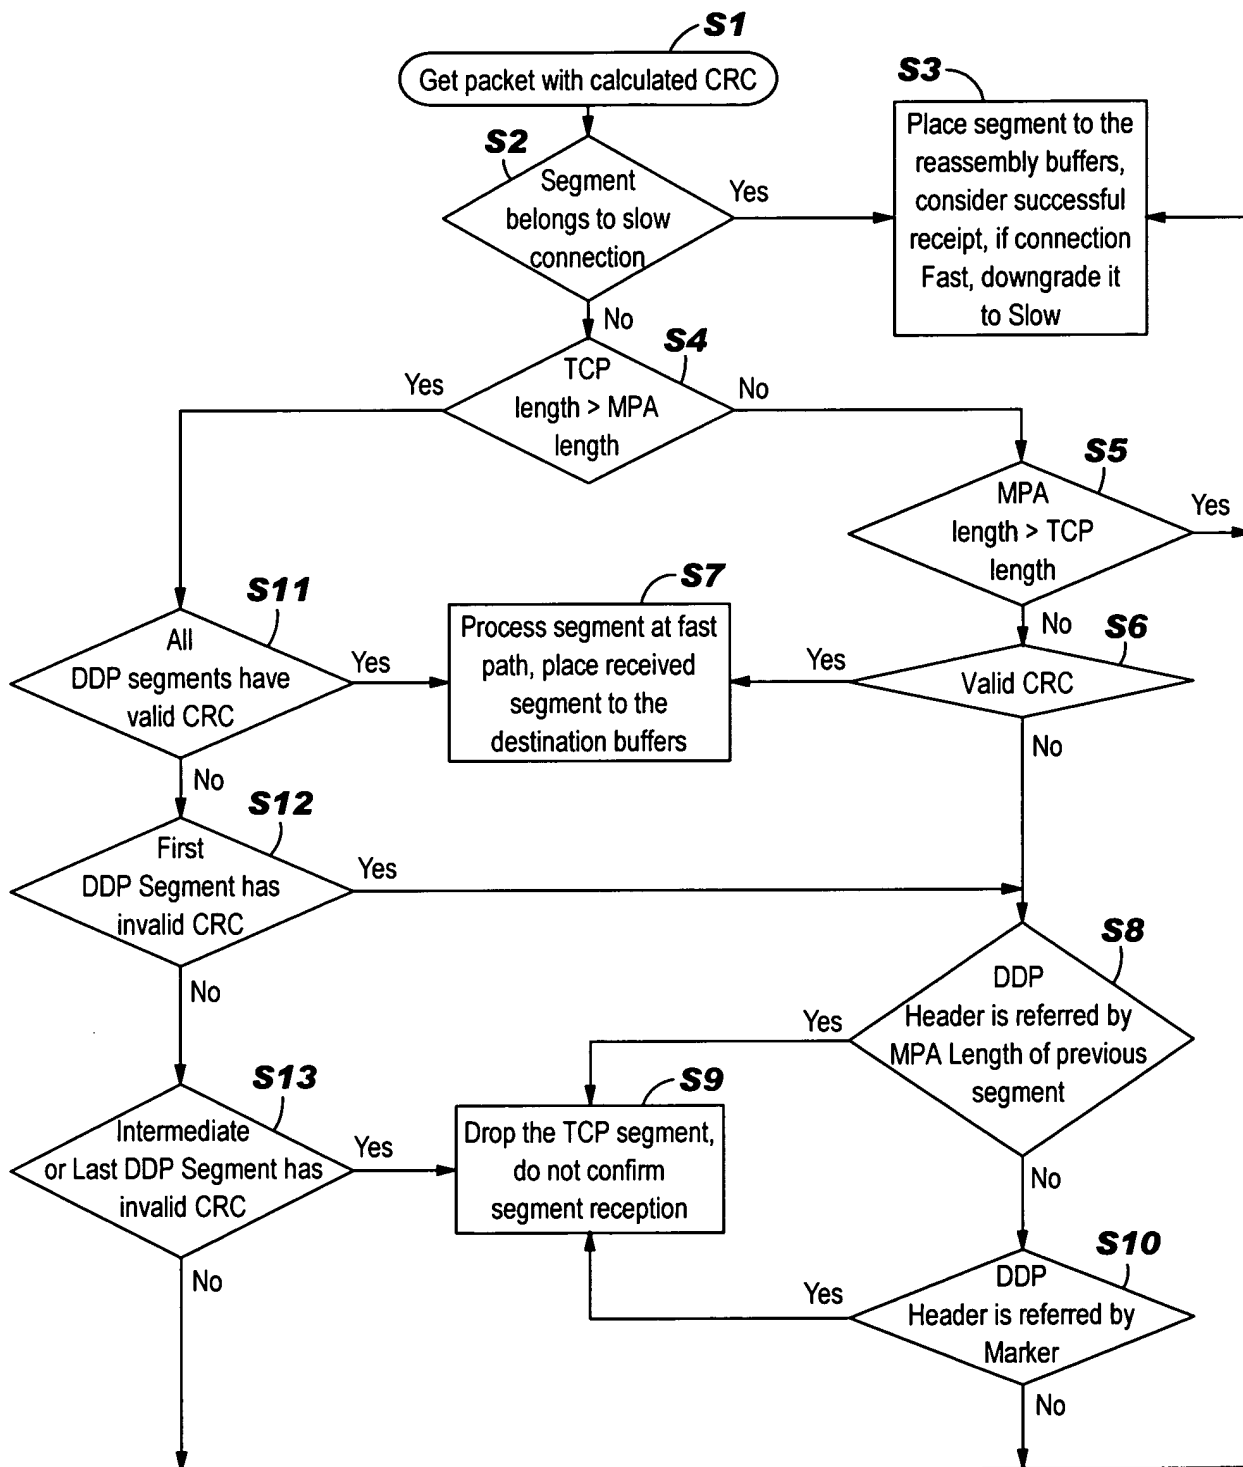 S1
Get packet with calculated CRC
S2
Segment
belongs to slow
connection
Yes
No
S3
Place segment to the
reassembly buffers,
consider successful
receipt, if connection
Fast, downgrade it
to Slow
S4
TCP
length > MPA
length
Yes
No
S5
MPA
length > TCP
length
Yes
No
S6
Valid CRC
Yes
No
S7
Process segment at fast
path, place received
segment to the
destination buffers
S11
All
DDP segments have
valid CRC
Yes
No
S12
First
DDP Segment has
invalid CRC
Yes
No
S8
DDP
Header is referred by
MPA Length of previous
segment
Yes
No
S13
Intermediate
or Last DDP Segment has
invalid CRC
Yes
No
S9
Drop the TCP segment,
do not confirm
segment reception
S10
DDP
Header is referred by
Marker
Yes
No